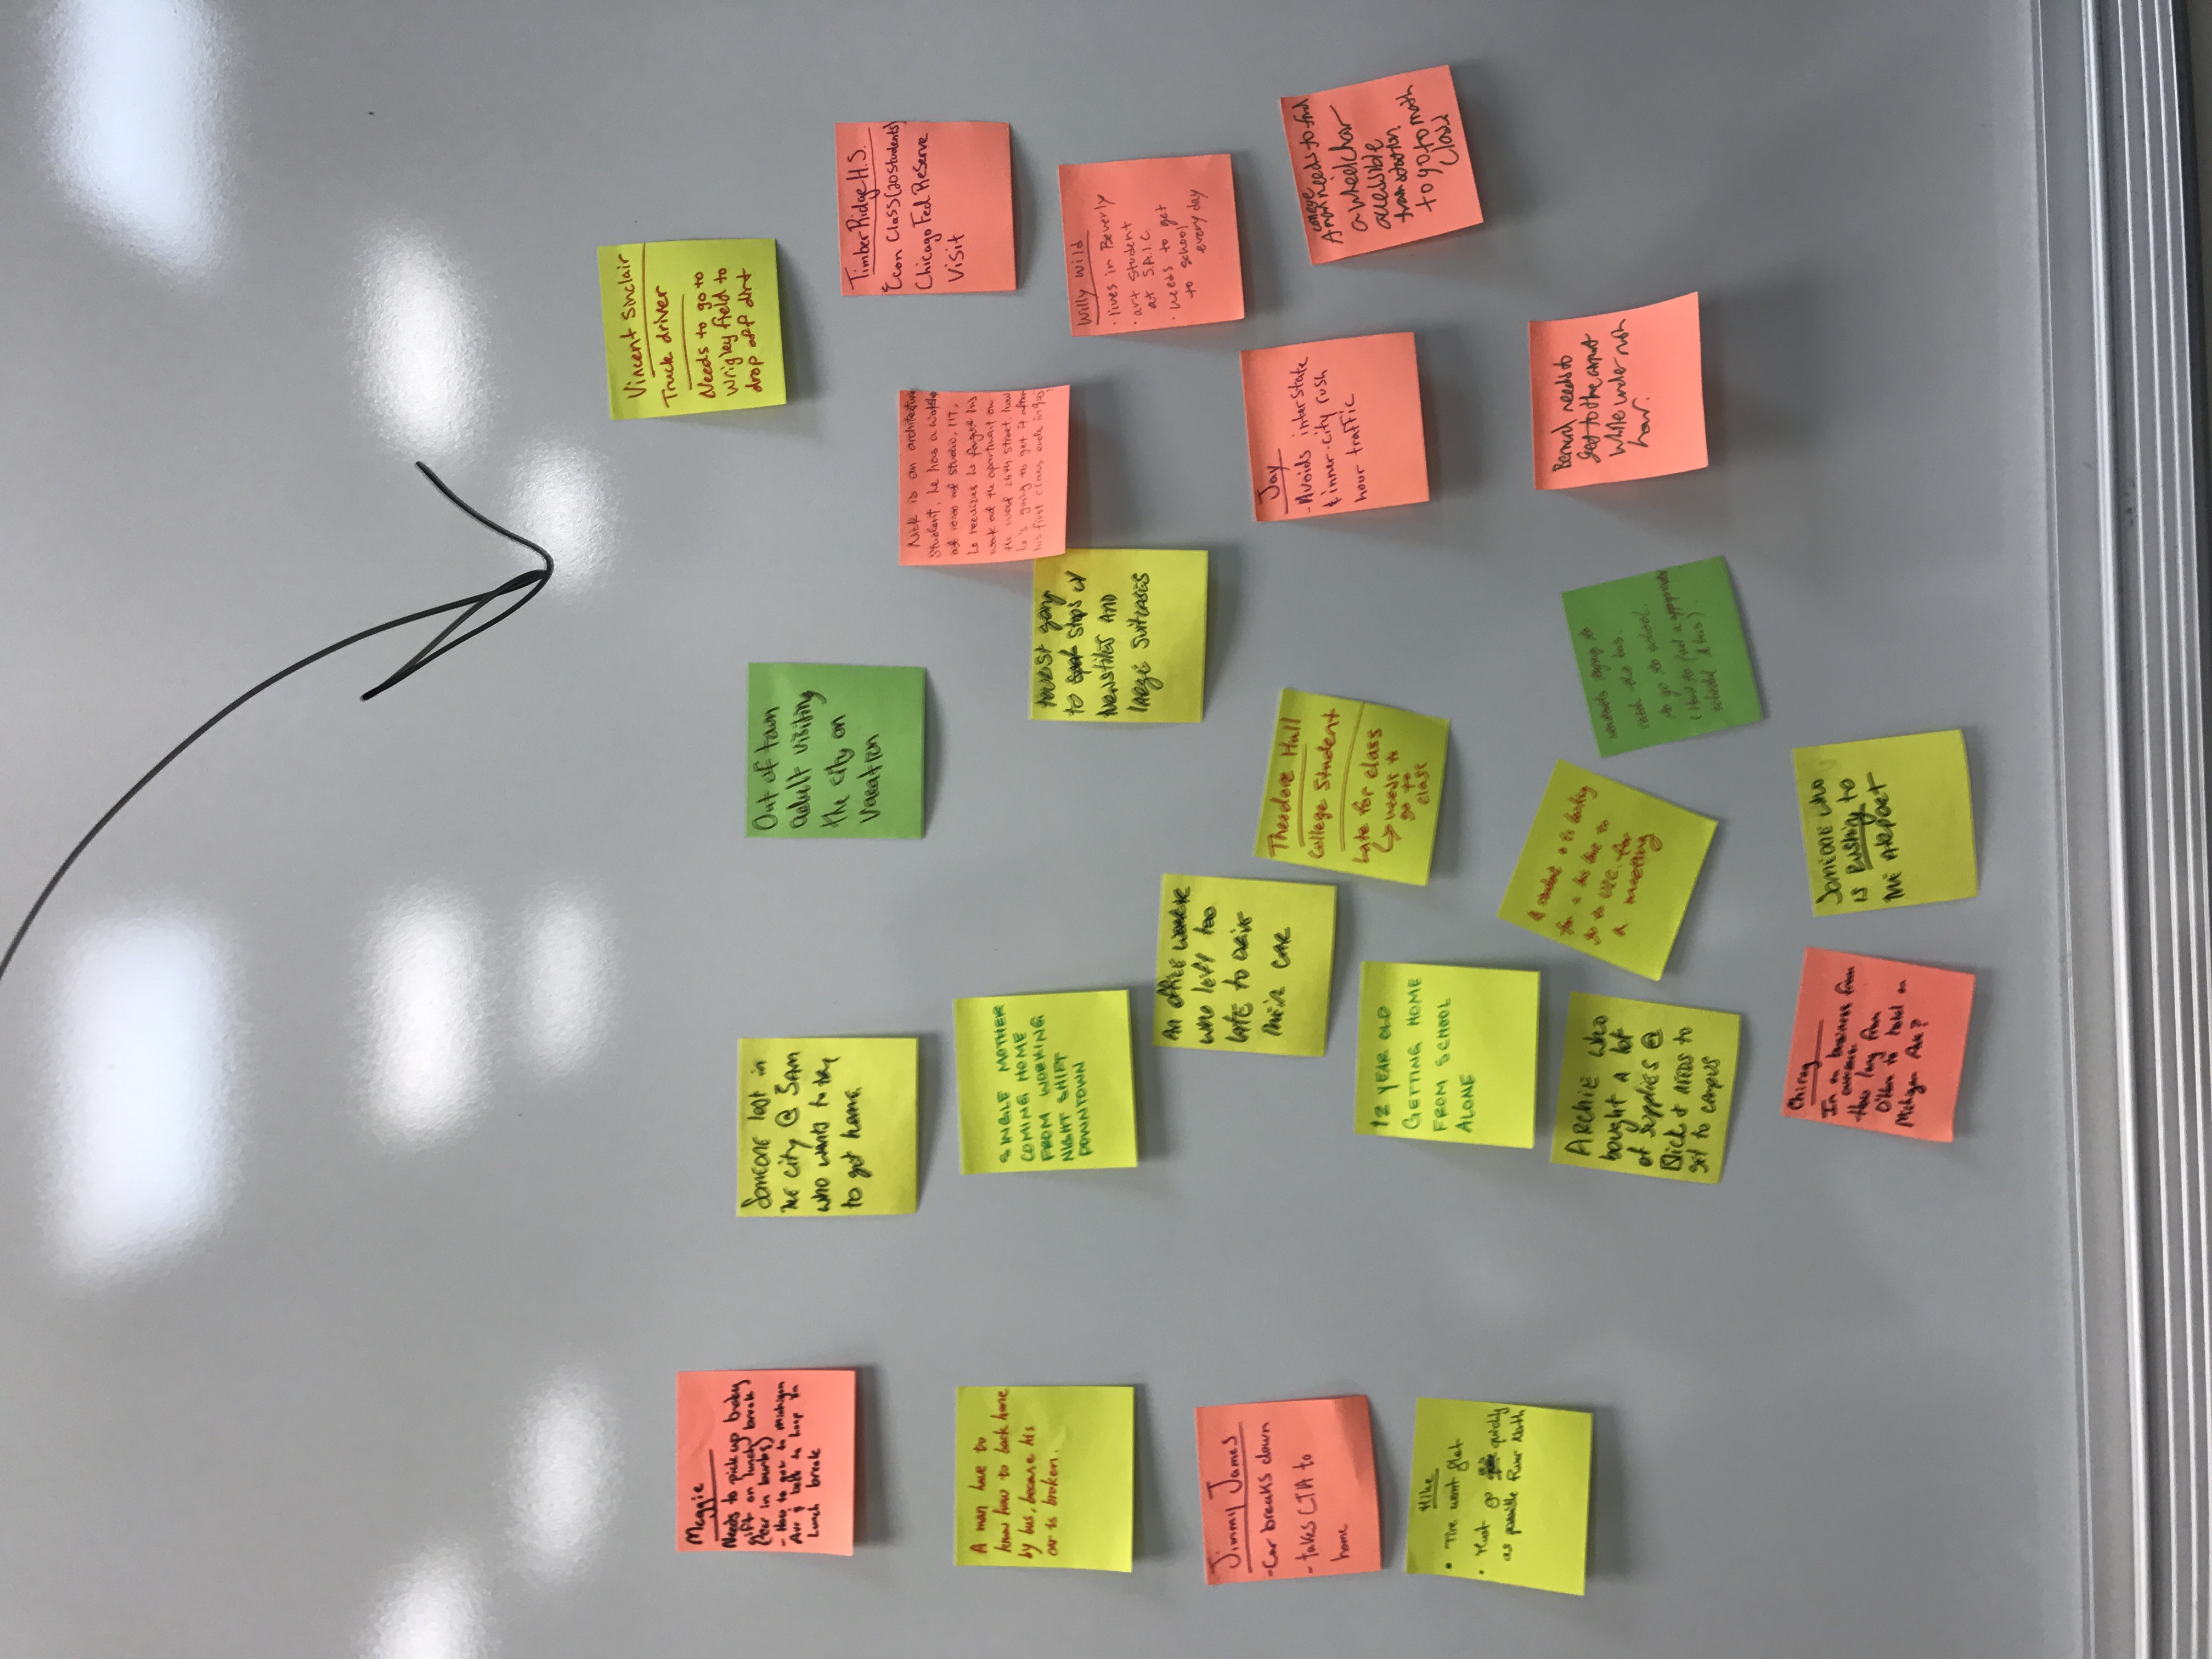 Meggie
Needs to pick up baby
gift on lunch break
(car in burbs)
- How to get to Michigan
Ave & back to Loop on
Lunch break
A man have to
know how to back home
by bus, because his
car is broken.
Jimmy James
-Car breaks down
-takes CTA to
home
Mike
• Tire went flat
• Must go as quickly
as possible River North
Someone lost in
the city @ 3AM
who wants to try
to get home.
SINGLE MOTHER
COMING HOME
FROM WORKING
NIGHT SHIFT
DOWNTOWN
An office worker
who left too
late to drive
their car
12 YEAR OLD
GETTING HOME
FROM SCHOOL
ALONE
Archie who
bought a lot
of supplies @
Blick & needs to
get to campus
Chirag
In on business from
overseas
-How long from
O'Hare to hotel on
Michigan Ave?
Someone who
is Rushing to
the Airport
A student is looking
for a bus line to
go to UIC for
a meeting
Theodore Hall
College Student
Late for class
↳ needs to
go to
class
Out of town
adult visiting
the city on
vacation
tourist going
to stops w/
turnstiles and
large suitcases
students trying to
catch the bus.
to go to school.
(How to find a appropriate
schedul & bus).
Nick is an architecture
student, he has a
at 10:00 at studio, IIT,
he realizes he forgot his
work at the apartment on
the west 26th street, how
he's going to get it after
his first class ends in
Vincent Sinclair
Truck driver
Needs to go to
Wrigley field to
drop off dirt
Timber Ridge H.S.
Econ Class (20 students)
Chicago Fed. Reserve
Visit
Willy Wild
· lives in Beverly
· art student
at S.A.I.C.
· needs to get
to school
every day
Jay
-Avoids interstate
& inner-city rush
hour traffic
A man needs to find
a wheelchar
accessible
train station
to go to math
class
Bernard needs to
get to the airport
while under rush
hour.